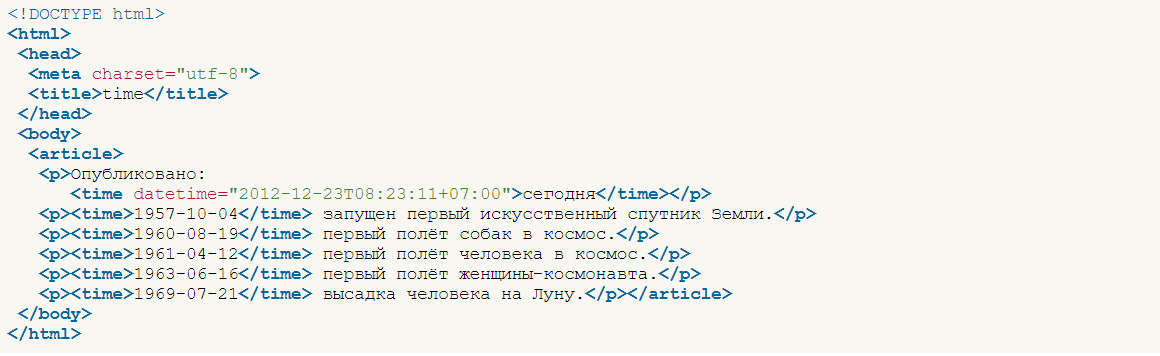 <!DOCTYPE html>
<html>
<head>
<meta charset="utf-8">
<title>time</title>
</head>
<body>
<article>
<p>Опубликовано:
<time datetime="2012-12-23T08:23:11+07:00">сегодня</time></p>
<p><time>1957-10-04</time> запущен первый искусственный спутник Земли.</p>
<p><time>1960-08-19</time> первый полёт собак в космос.</p>
<p><time>1961-04-12</time> первый полёт человека в космос.</p>
<p><time>1963-06-16</time> первый полёт женщины-космонавта.</p>
<p><time>1969-07-21</time> высадка человека на Луну.</p></article>
</body>
</html>